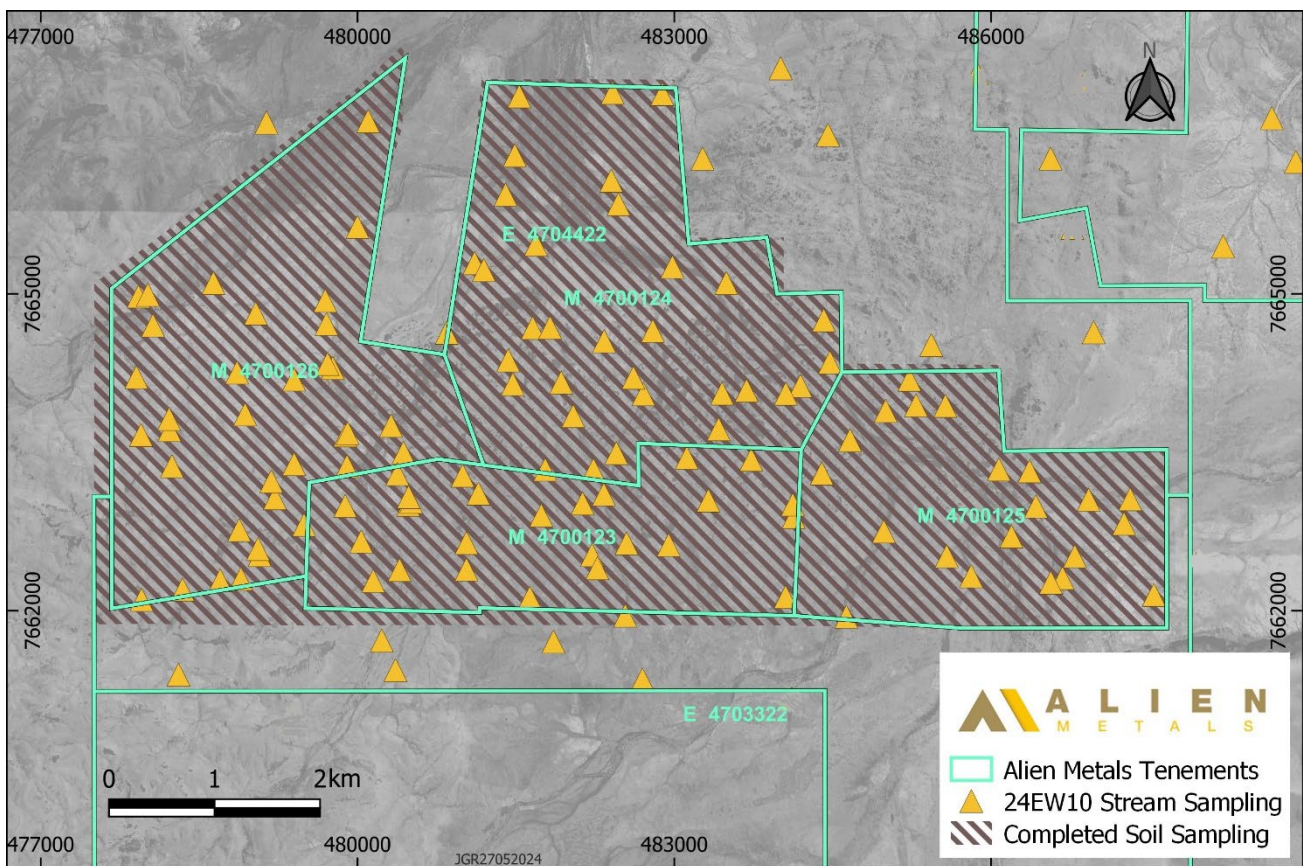 477000
480000
483000
486000
N
E 4704422
7665000
M 4700124
7665000
M 4700126
M 4700125
M 4700123
7662000
7662000
E 4703322
ALIEN
METALS
Alien Metals Tenements
24EW10 Stream Sampling
Completed Soil Sampling
0 1 2km
477000
480000
483000
JGR27052024